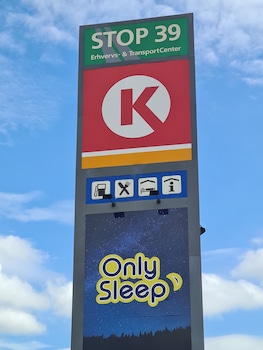 STOP 39
Erhvervs- & TransportCenter
K
i
Only
Sleep